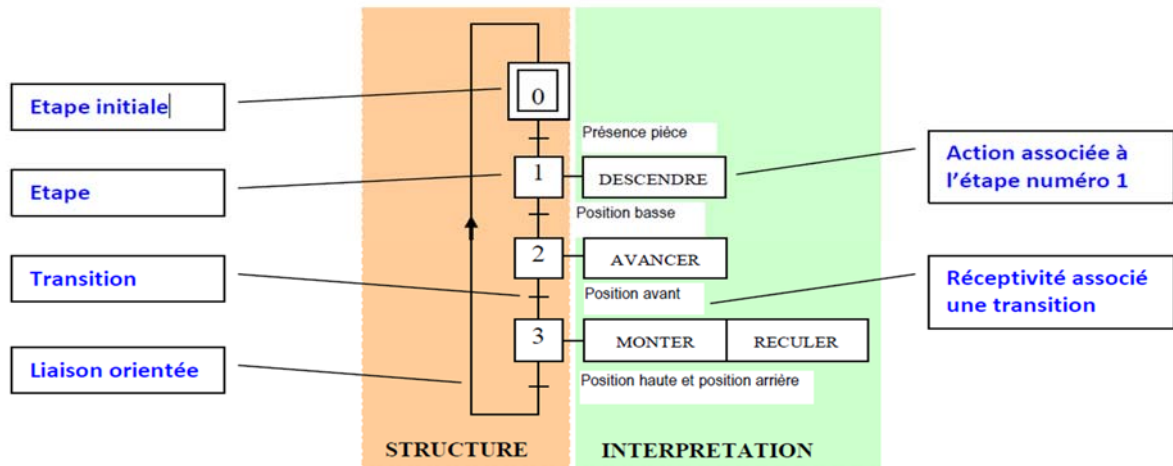 Etape initiale
Etape
Transition
Liaison orientée
0
Présence pièce
1
DESCENDRE
Position basse
2
AVANCER
Position avant
3
MONTER
RECULER
Position haute et position arrière
STRUCTURE
INTERPRETATION
Action associée à
l’étape numéro 1
Réceptivité associé
une transition